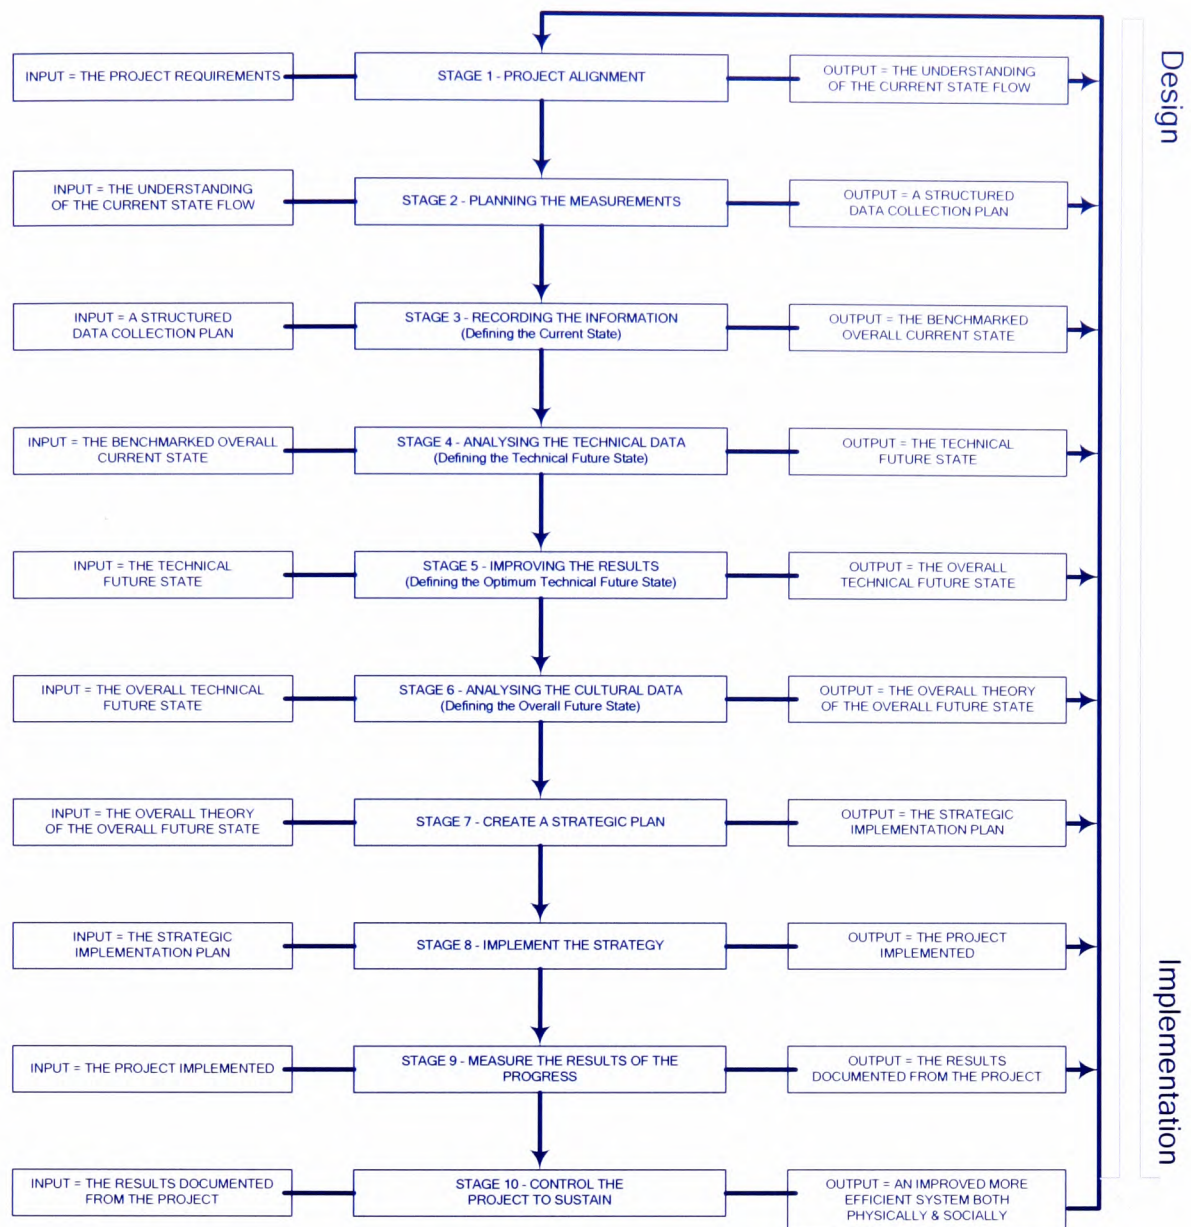 INPUT = THE PROJECT REQUIREMENTS
STAGE 1 - PROJECT ALIGNMENT
OUTPUT = THE UNDERSTANDING
OF THE CURRENT STATE FLOW
INPUT = THE UNDERSTANDING
OF THE CURRENT STATE FLOW
STAGE 2 - PLANNING THE MEASUREMENTS
OUTPUT = A STRUCTURED
DATA COLLECTION PLAN
INPUT = A STRUCTURED
DATA COLLECTION PLAN
STAGE 3 - RECORDING THE INFORMATION
(Defining the Current State)
OUTPUT = THE BENCHMARKED
OVERALL CURRENT STATE
INPUT = THE BENCHMARKED OVERALL
CURRENT STATE
STAGE 4 - ANALYSING THE TECHNICAL DATA
(Defining the Technical Future State)
OUTPUT = THE TECHNICAL
FUTURE STATE
INPUT = THE TECHNICAL
FUTURE STATE
STAGE 5 - IMPROVING THE RESULTS
(Defining the Optimum Technical Future State)
OUTPUT = THE OVERALL
TECHNICAL FUTURE STATE
INPUT = THE OVERALL TECHNICAL
FUTURE STATE
STAGE 6 - ANALYSING THE CULTURAL DATA
(Defining the Overall Future State)
OUTPUT = THE OVERALL THEORY
OF THE OVERALL FUTURE STATE
INPUT = THE OVERALL THEORY
OF THE OVERALL FUTURE STATE
STAGE 7 - CREATE A STRATEGIC PLAN
OUTPUT = THE STRATEGIC
IMPLEMENTATION PLAN
INPUT = THE STRATEGIC
IMPLEMENTATION PLAN
STAGE 8 - IMPLEMENT THE STRATEGY
OUTPUT = THE PROJECT
IMPLEMENTED
INPUT = THE PROJECT IMPLEMENTED
STAGE 9 - MEASURE THE RESULTS OF THE
PROGRESS
OUTPUT = THE RESULTS
DOCUMENTED FROM THE PROJECT
INPUT = THE RESULTS DOCUMENTED
FROM THE PROJECT
STAGE 10 - CONTROL THE
PROJECT TO SUSTAIN
OUTPUT = AN IMPROVED MORE
EFFICIENT SYSTEM BOTH
PHYSICALLY & SOCIALLY
Design
Implementation